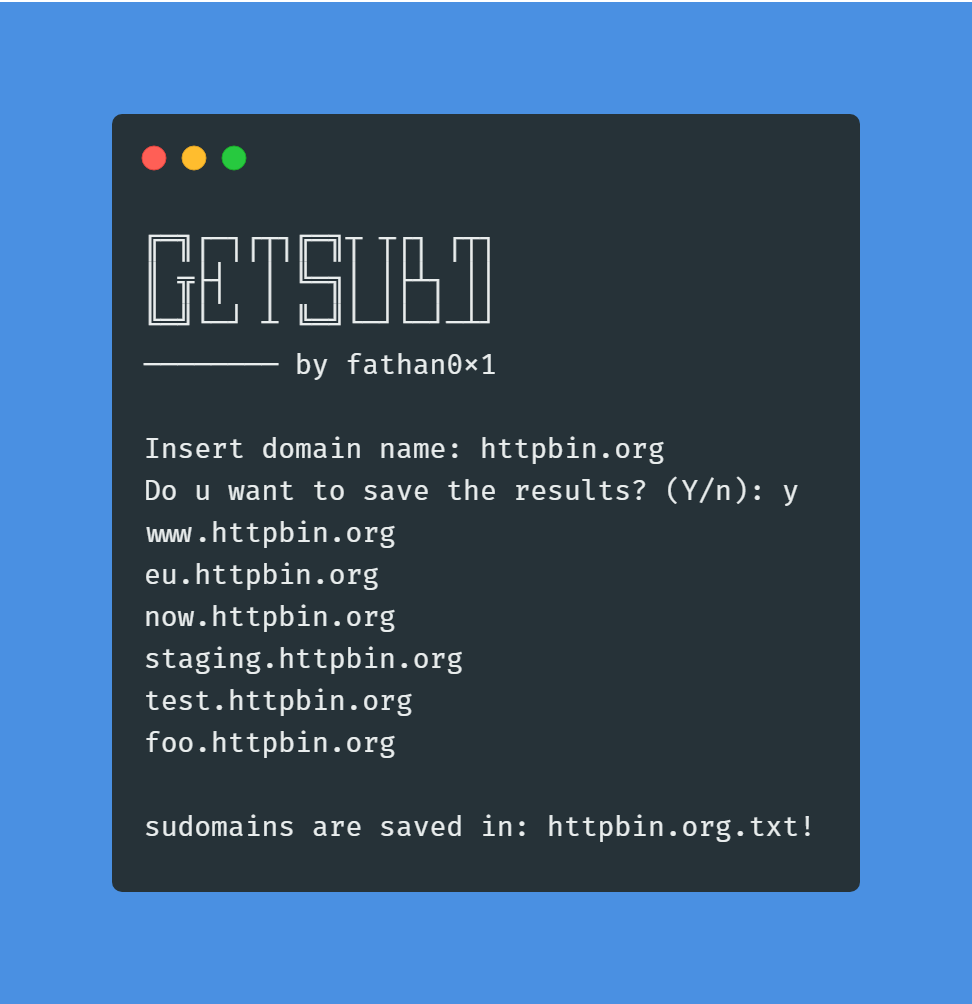 GETSUBD
───────── by fathan0×1
Insert domain name: httpbin.org
Do u want to save the results? (Y/n): y
www.httpbin.org
eu.httpbin.org
now.httpbin.org
staging.httpbin.org
test.httpbin.org
foo.httpbin.org
sudomains are saved in: httpbin.org.txt!